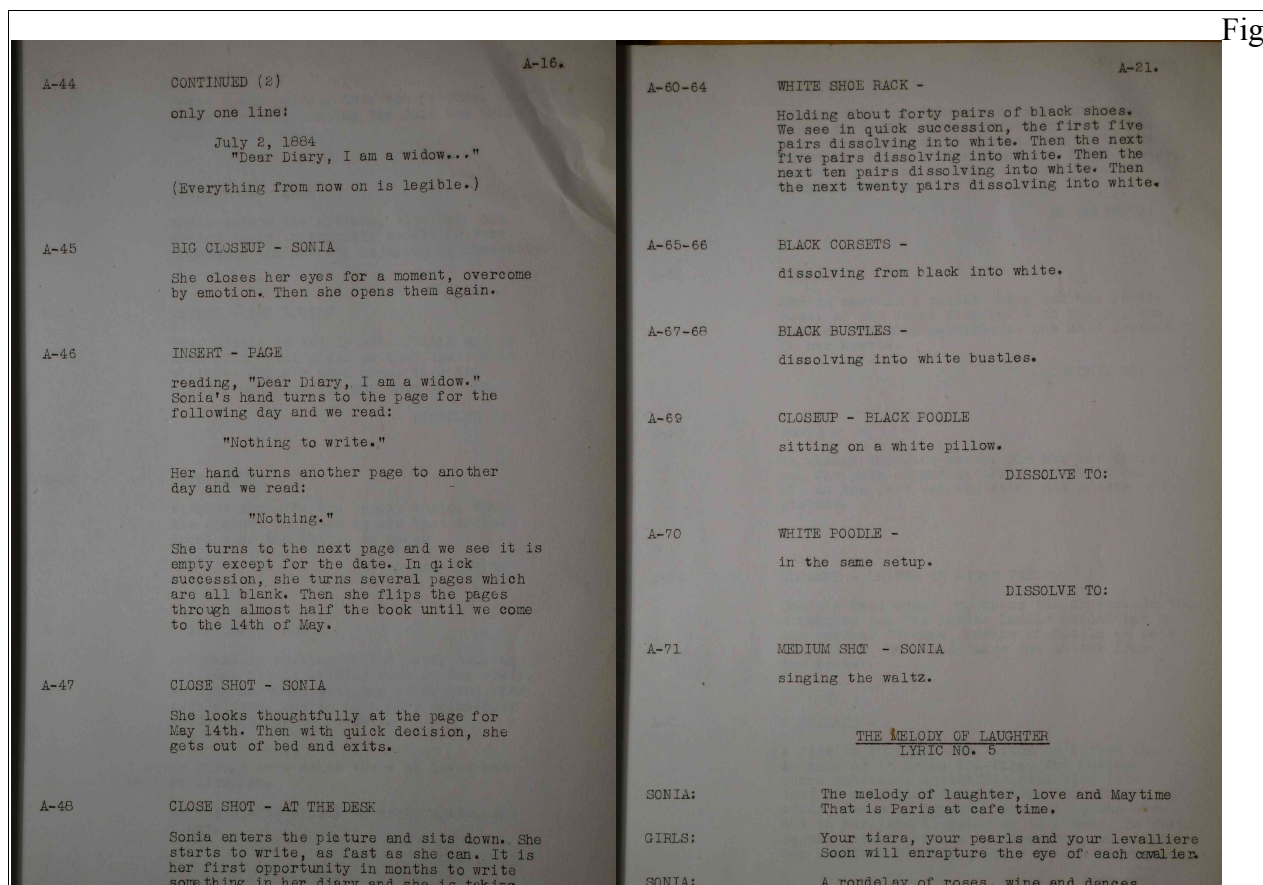 Fig
A-16.
A-44 CONTINUED (2)
only one line:
July 2, 1884
"Dear Diary, I am a widow..."
(Everything from now on is legible.)
A-45 BIG CLOSEUP - SONIA
She closes her eyes for a moment, overcome
by emotion. Then she opens them again.
A-46 INSERT - PAGE
reading, "Dear Diary, I am a widow."
Sonia's hand turns to the page for the
following day and we read:
"Nothing to write."
Her hand turns another page to another
day and we read:
"Nothing."
She turns to the next page and we see it is
empty except for the date. In quick
succession, she turns several pages which
are all blank. Then she flips the pages
through almost half the book until we come
to the 14th of May.
A-47 CLOSE SHOT - SONIA
She looks thoughtfully at the page for
May 14th. Then with quick decision, she
gets out of bed and exits.
A-48 CLOSE SHOT - AT THE DESK
Sonia enters the picture and sits down. She
starts to write, as fast as she can. It is
her first opportunity in months to write
something in her diary and she is taking
A-21.
A-60-64 WHITE SHOE RACK -
Holding about forty pairs of black shoes.
We see in quick succession, the first five
pairs dissolving into white. Then the next
five pairs dissolving into white. Then the
next ten pairs dissolving into white. Then
the next twenty pairs dissolving into white.
A-65-66 BLACK CORSETS -
dissolving from black into white.
A-67-68 BLACK BUSTLES -
dissolving into white bustles.
A-69 CLOSEUP - BLACK POODLE
sitting on a white pillow.
DISSOLVE TO:
A-70 WHITE POODLE -
in the same setup.
DISSOLVE TO:
A-71 MEDIUM SHOT - SONIA
singing the waltz.
THE MELODY OF LAUGHTER
LYRIC NO. 5
SONIA: The melody of laughter, love and Maytime
That is Paris at cafe time.
GIRLS: Your tiara, your pearls and your levalliere
Soon will enrapture the eye of each cavalier.
SONIA: A rondelay of roses, wine and dances